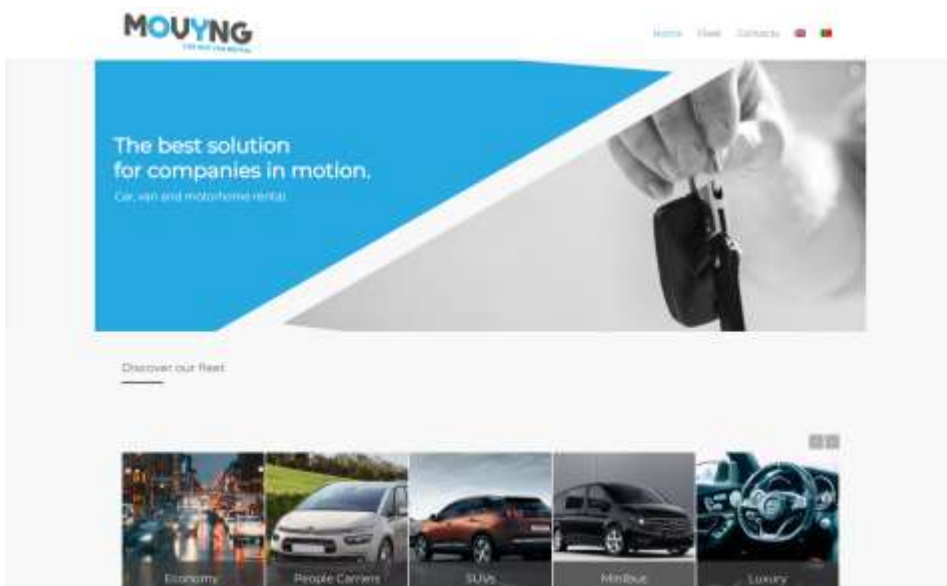 MOUYNG
Home Fleet Contacts
The best solution
for companies in motion.
Car, van and motorhome rental
Discover our fleet
Economy
People Carriers
SUVs
Minibus
Luxury